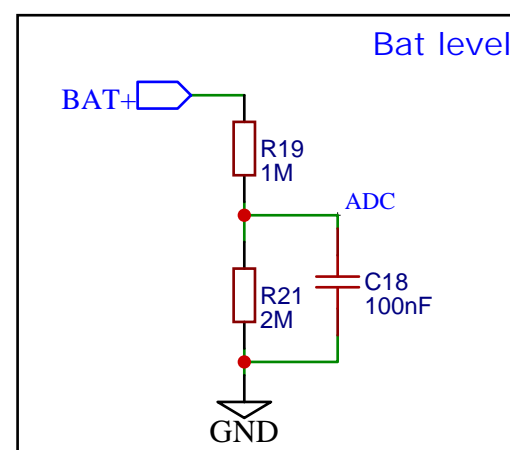 Bat level
BAT+
R19
1M
ADC
R21
2M
C18
100nF
GND